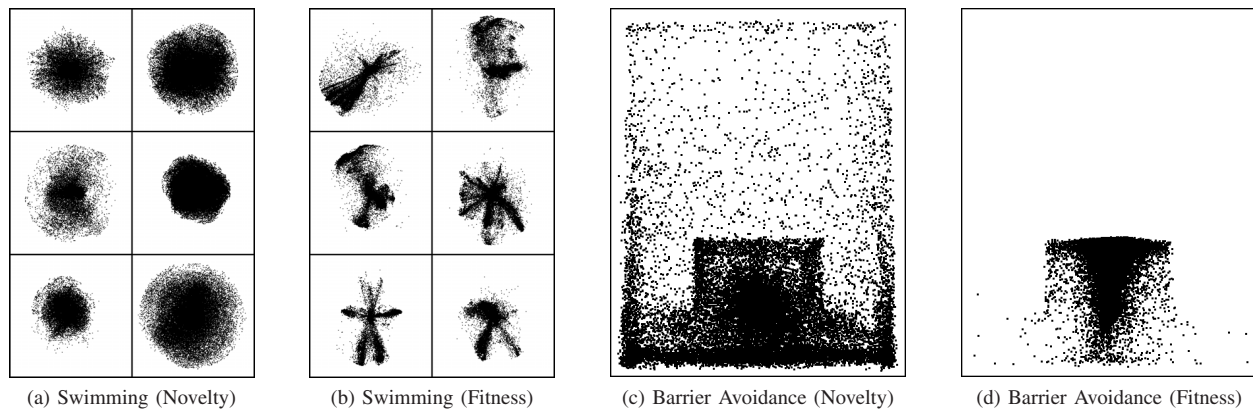 (a) Swimming (Novelty)
(b) Swimming (Fitness)
(c) Barrier Avoidance (Novelty)
(d) Barrier Avoidance (Fitness)